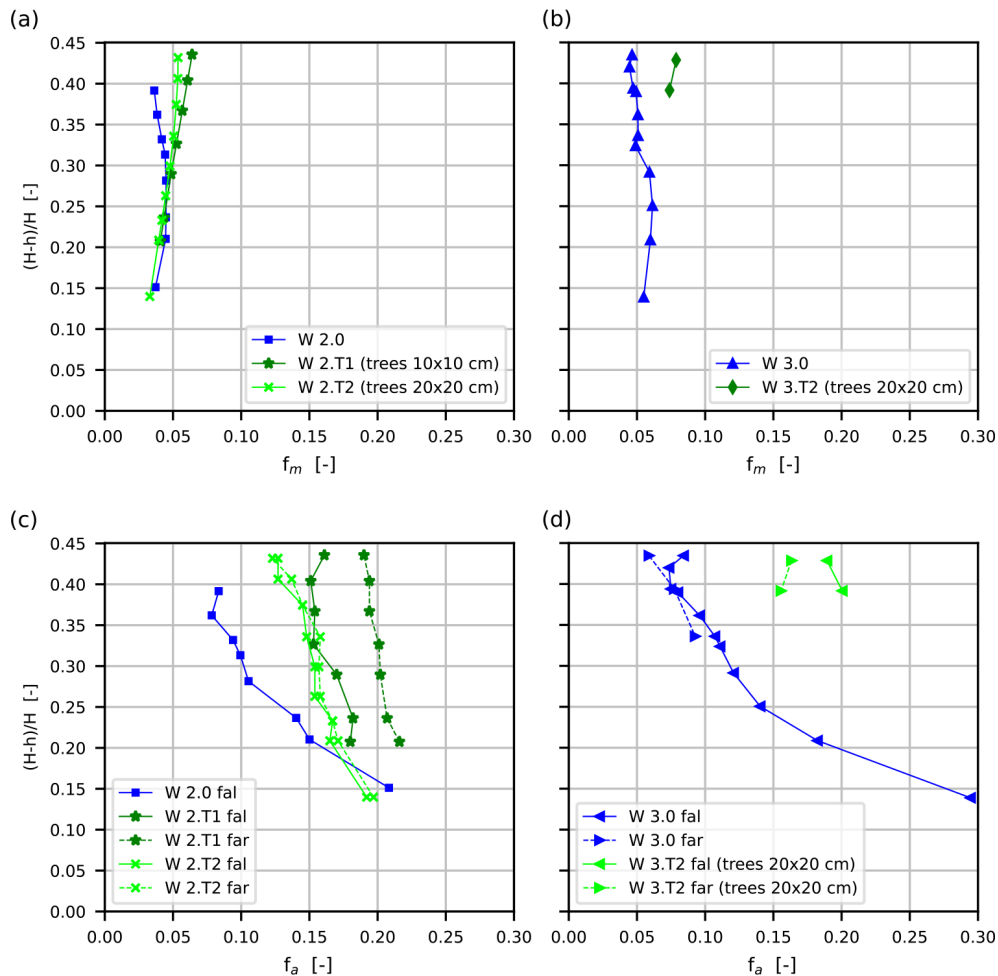 (a)
(b)
0.45
0.40
0.35
0.30
0.25
0.20
0.15
0.10
0.05
0.00
(H-h)/H [-]
W 2.0
W 2.T1 (trees 10x10 cm)
W 2.T2 (trees 20x20 cm)
W 3.0
W 3.T2 (trees 20x20 cm)
0.00 0.05 0.10 0.15 0.20 0.25 0.30
0.00 0.05 0.10 0.15 0.20 0.25 0.30
f_m [-]
f_m [-]
(c)
(d)
0.45
0.40
0.35
0.30
0.25
0.20
0.15
0.10
0.05
0.00
(H-h)/H [-]
W 2.0 fal
W 2.T1 fal
W 2.T1 far
W 2.T2 fal
W 2.T2 far
W 3.0 fal
W 3.0 far
W 3.T2 fal (trees 20x20 cm)
W 3.T2 far (trees 20x20 cm)
0.00 0.05 0.10 0.15 0.20 0.25 0.30
0.00 0.05 0.10 0.15 0.20 0.25 0.30
f_a [-]
f_a [-]